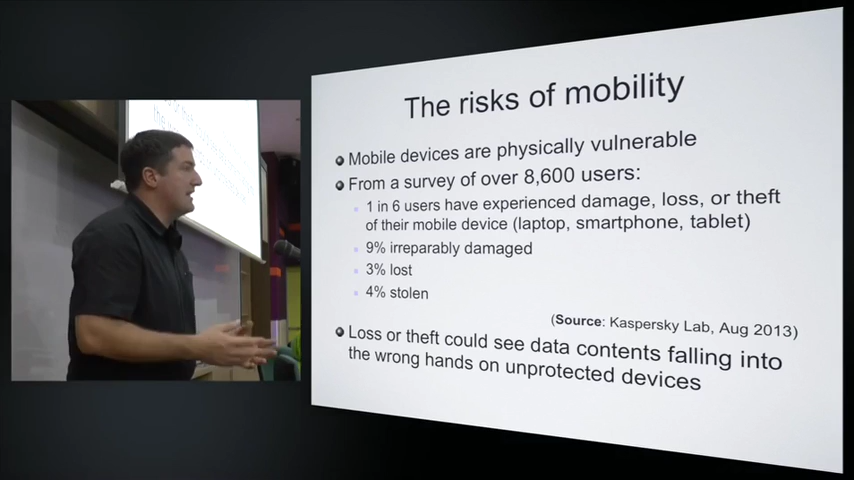 The risks of mobility
Mobile devices are physically vulnerable
From a survey of over 8,600 users:
1 in 6 users have experienced damage, loss, or theft
of their mobile device (laptop, smartphone, tablet)
9% irreparably damaged
3% lost
4% stolen
(Source: Kaspersky Lab, Aug 2013)
Loss or theft could see data contents falling into
the wrong hands on unprotected devices